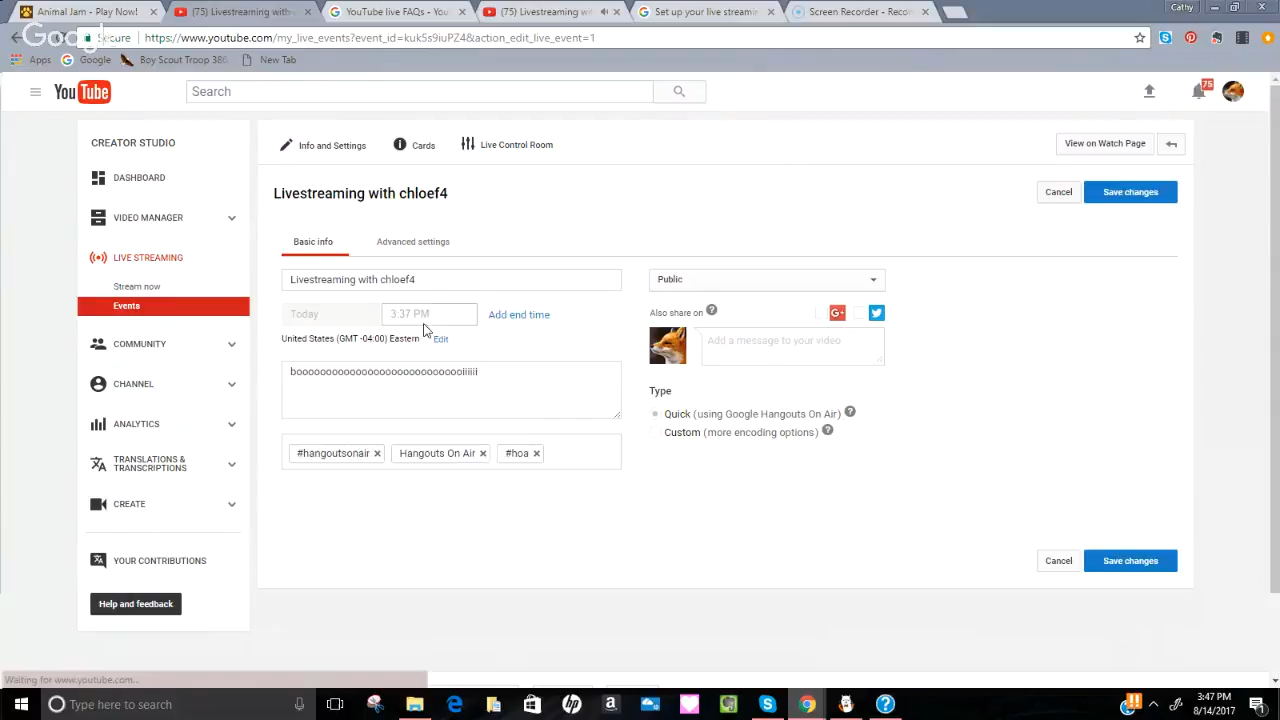 Animal Jam - Play Now!
(75) Livestreaming with
YouTube live FAQs - You
(75) Livestreaming wit
Set up your live streamin
Screen Recorder - Reco
Cathy
Google
Secure
https://www.youtube.com/my_live_events?event_id=kuk5s9iuPZ4&action_edit_live_event=1
Apps
Google
Boy Scout Troop 386
New Tab
YouTube
Search
75
CREATOR STUDIO
DASHBOARD
VIDEO MANAGER
LIVE STREAMING
Stream now
Events
COMMUNITY
CHANNEL
ANALYTICS
TRANSLATIONS &
TRANSCRIPTIONS
CREATE
YOUR CONTRIBUTIONS
Help and feedback
Info and Settings
Cards
Live Control Room
View on Watch Page
Livestreaming with chloef4
Cancel
Save changes
Basic info
Advanced settings
Livestreaming with chloef4
Public
Today
3:37 PM
Add end time
Also share on
G+
United States (GMT -04:00) Eastern
Edit
Add a message to your video
Type
Quick (using Google Hangouts On Air)
Custom (more encoding options)
#hangoutsonair
Hangouts On Air
#hoa
Cancel
Save changes
Waiting for www.youtube.com...
Type here to search
3:47 PM
8/14/2017